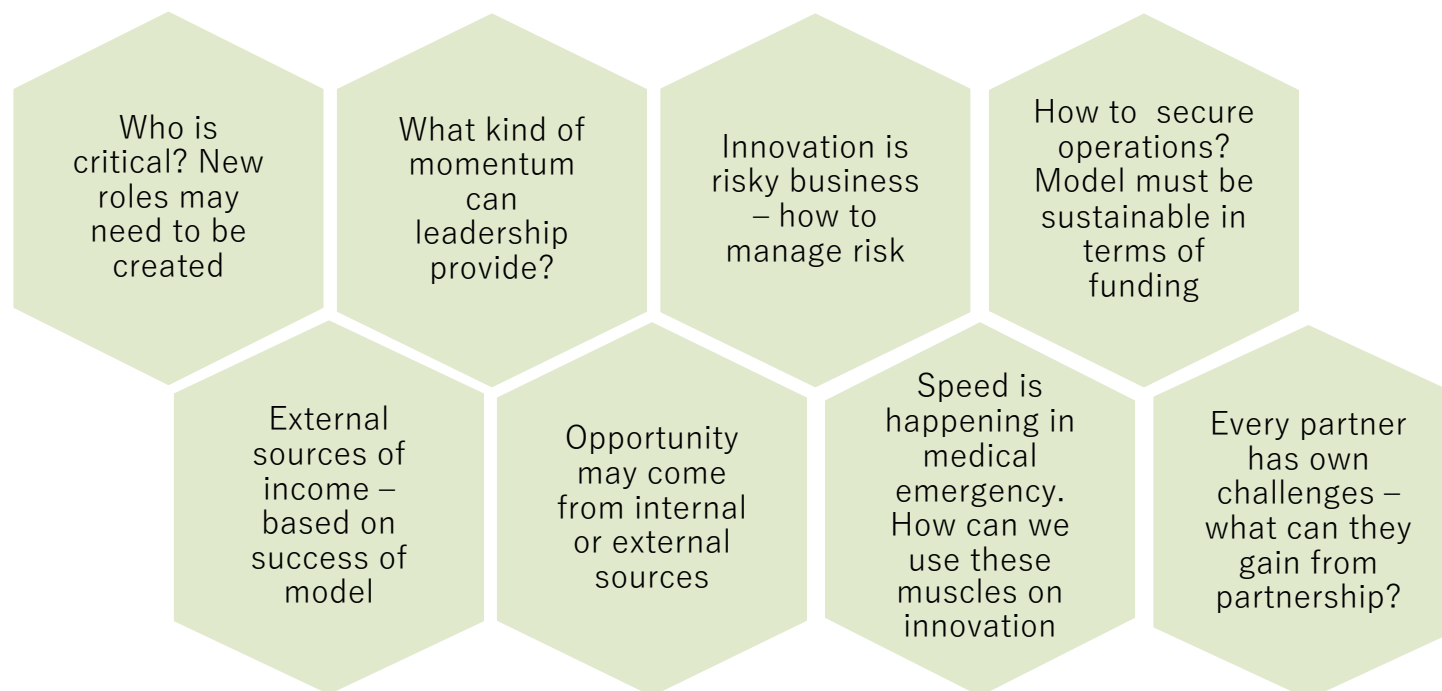 Who is
critical? New
roles may
need to be
created
What kind of
momentum
can
leadership
provide?
Innovation is
risky business
– how to
manage risk
How to  secure
operations?
Model must be
sustainable in
terms of
funding
External
sources of
income –
based on
success of
model
Opportunity
may come
from internal
or external
sources
Speed is
happening in
medical
emergency.
How can we
use these
muscles on
innovation
Every partner
has own
challenges –
what can they
gain from
partnership?